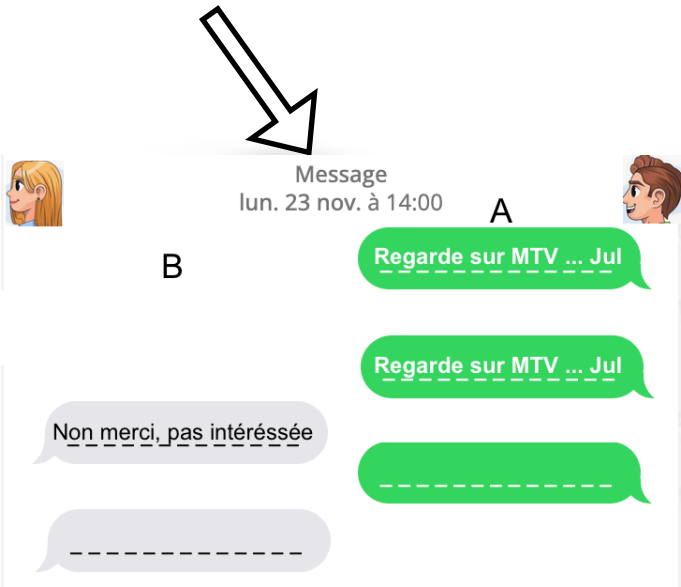 Message
lun. 23 nov. à 14:00
A
B
Regarde sur MTV ... Jul
Regarde sur MTV ... Jul
Non merci, pas intéréssée